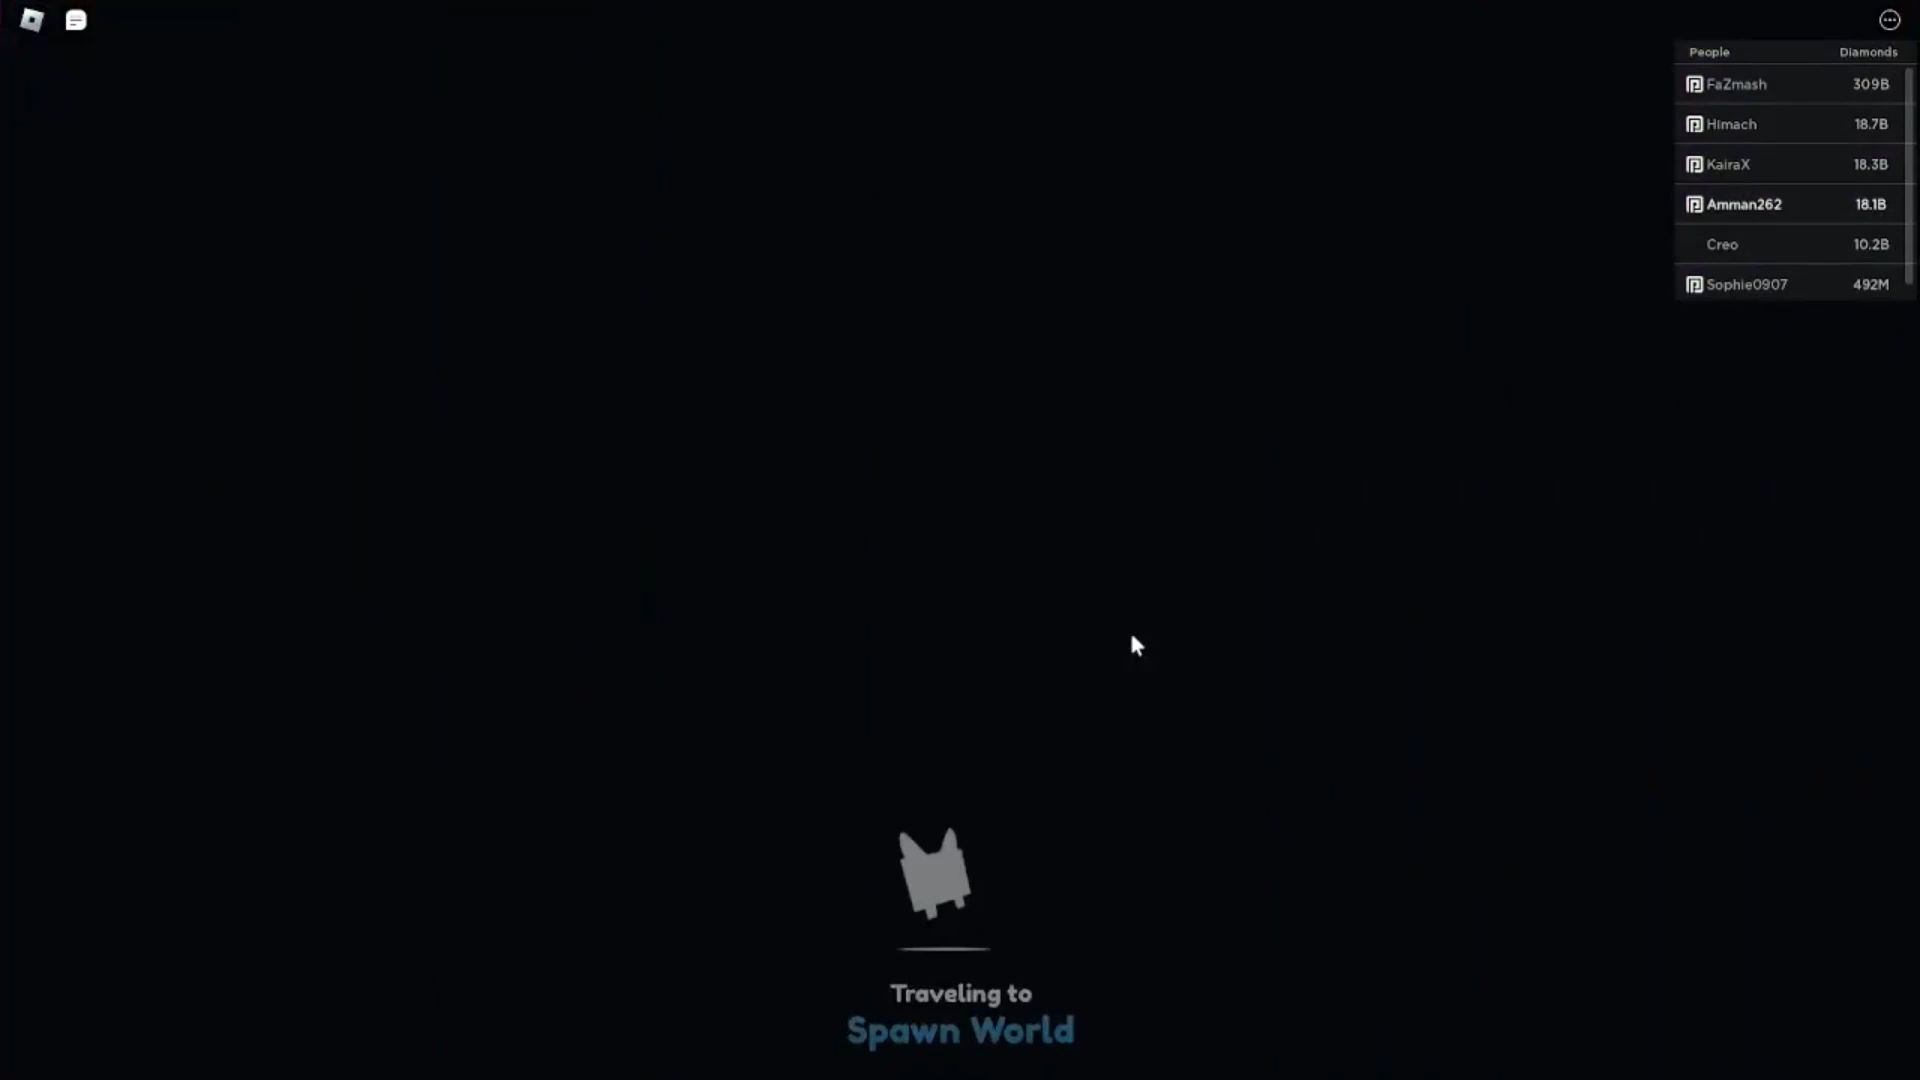 People Diamonds
FaZmash 309B
Himach 18.7B
KairaX 18.3B
Amman262 18.1B
Creo 10.2B
Sophie0907 492M
Traveling to
Spawn World